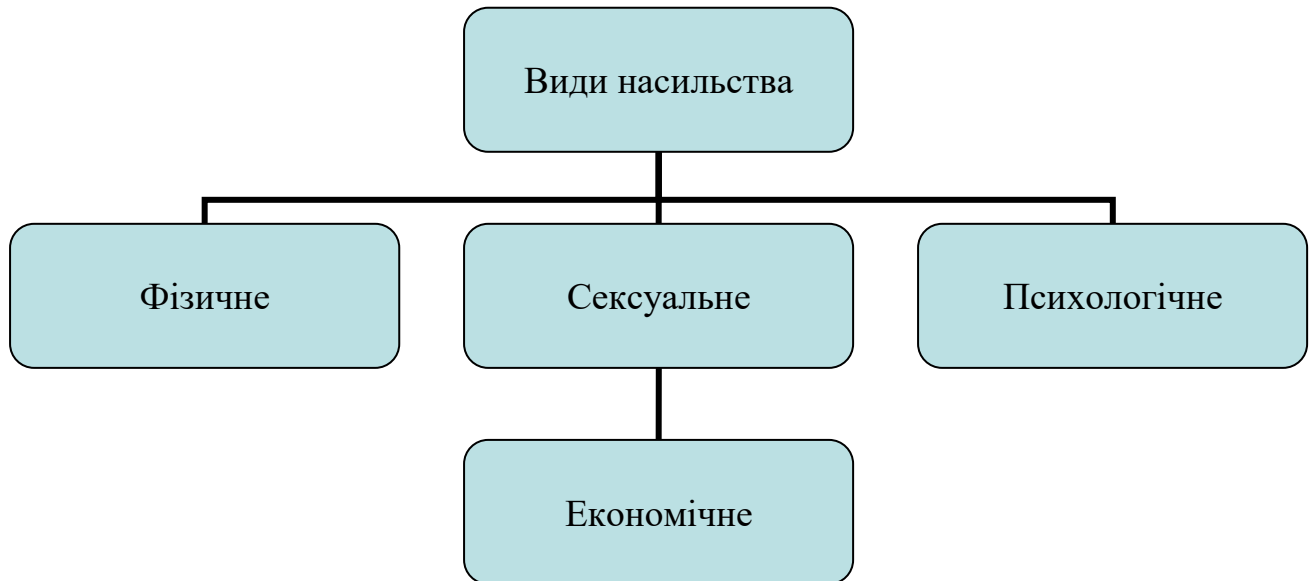 Види насильства
Фізичне
Сексуальне
Психологічне
Економічне